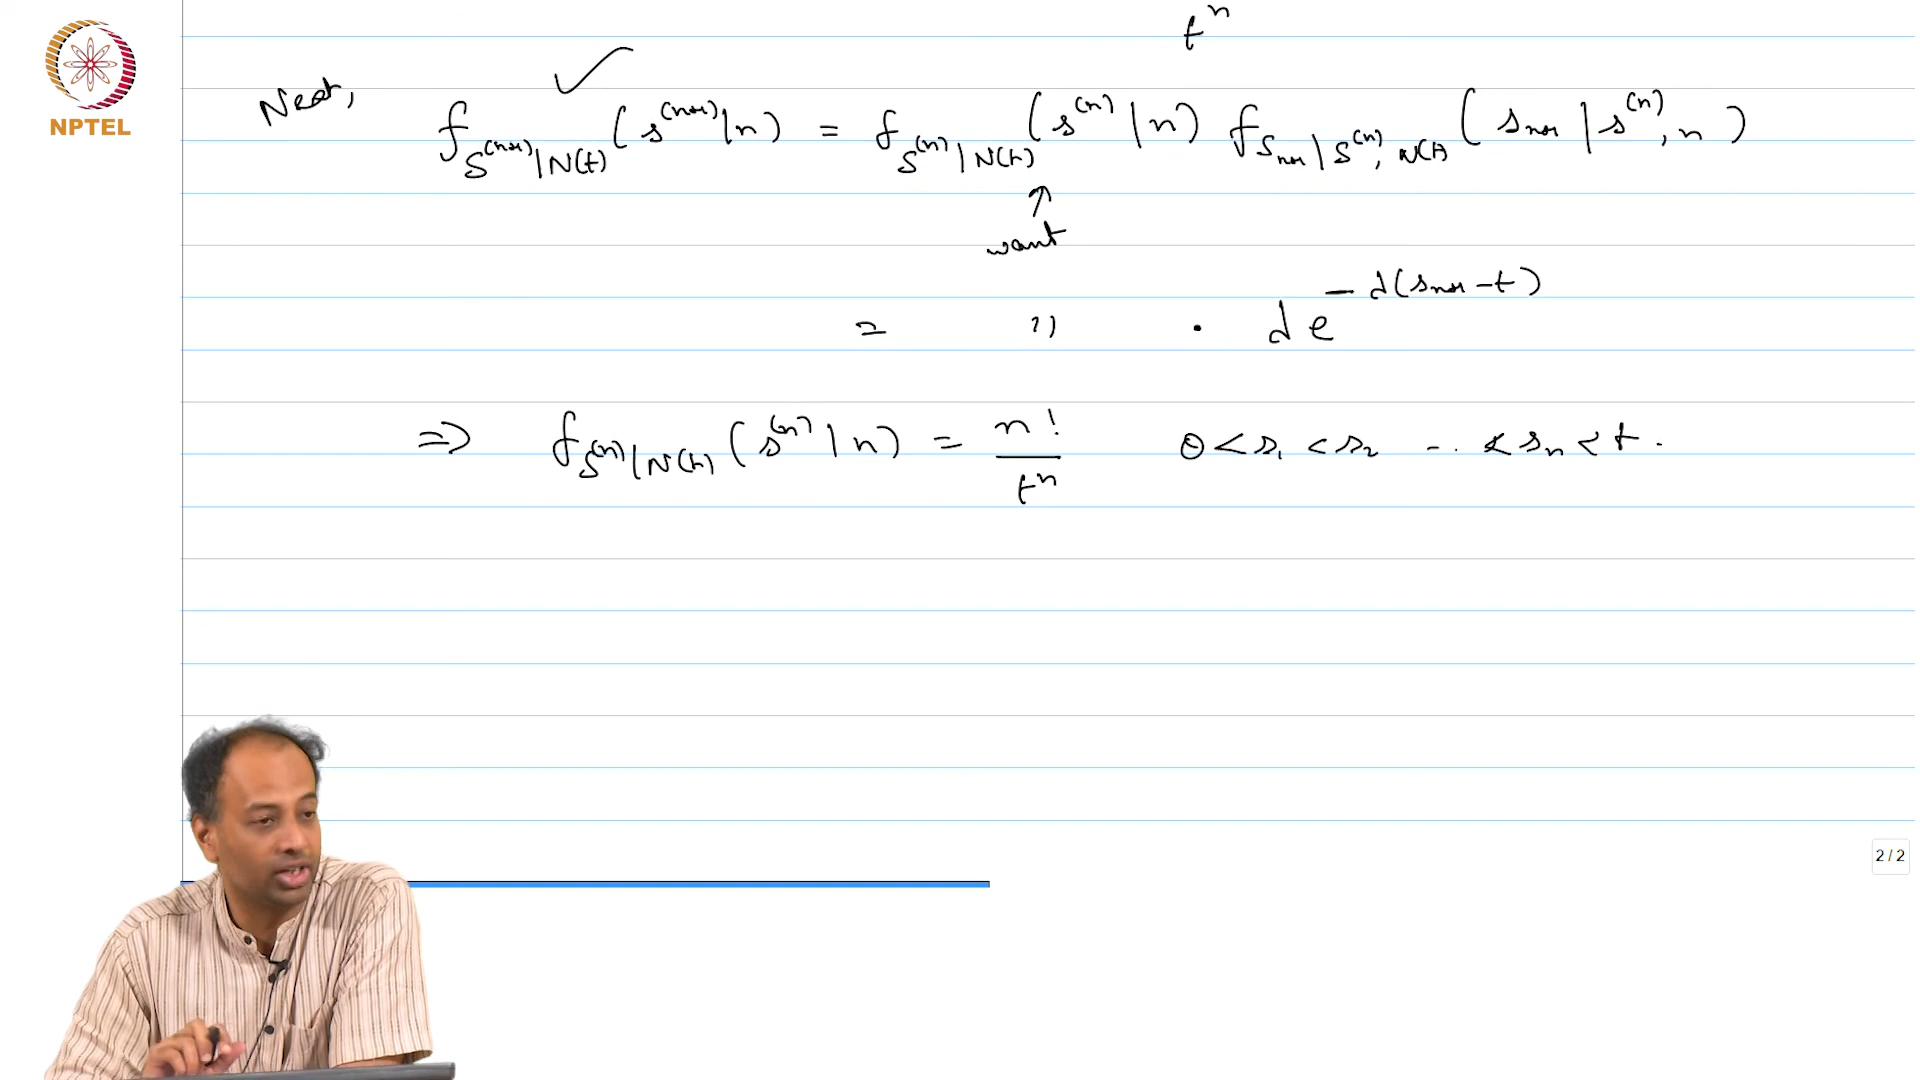 t^n
NPTEL
Next,
✓
f_{S^{(n+1)}|N(t)}(s^{(n+1)}|n) = f_{S^{(n)}|N(t)}(s^{(n)}|n) f_{S_{n+1}|S^{(n)}, N(t)}(s_{n+1}|s^{(n)}, n)
↑
want
= " · λe^{-λ(s_{n+1}-t)}
⇒ f_{S^{(n)}|N(t)}(s^{(n)}|n) = n!/t^n 0 < s_1 < s_2 ... < s_n < t.
2 / 2